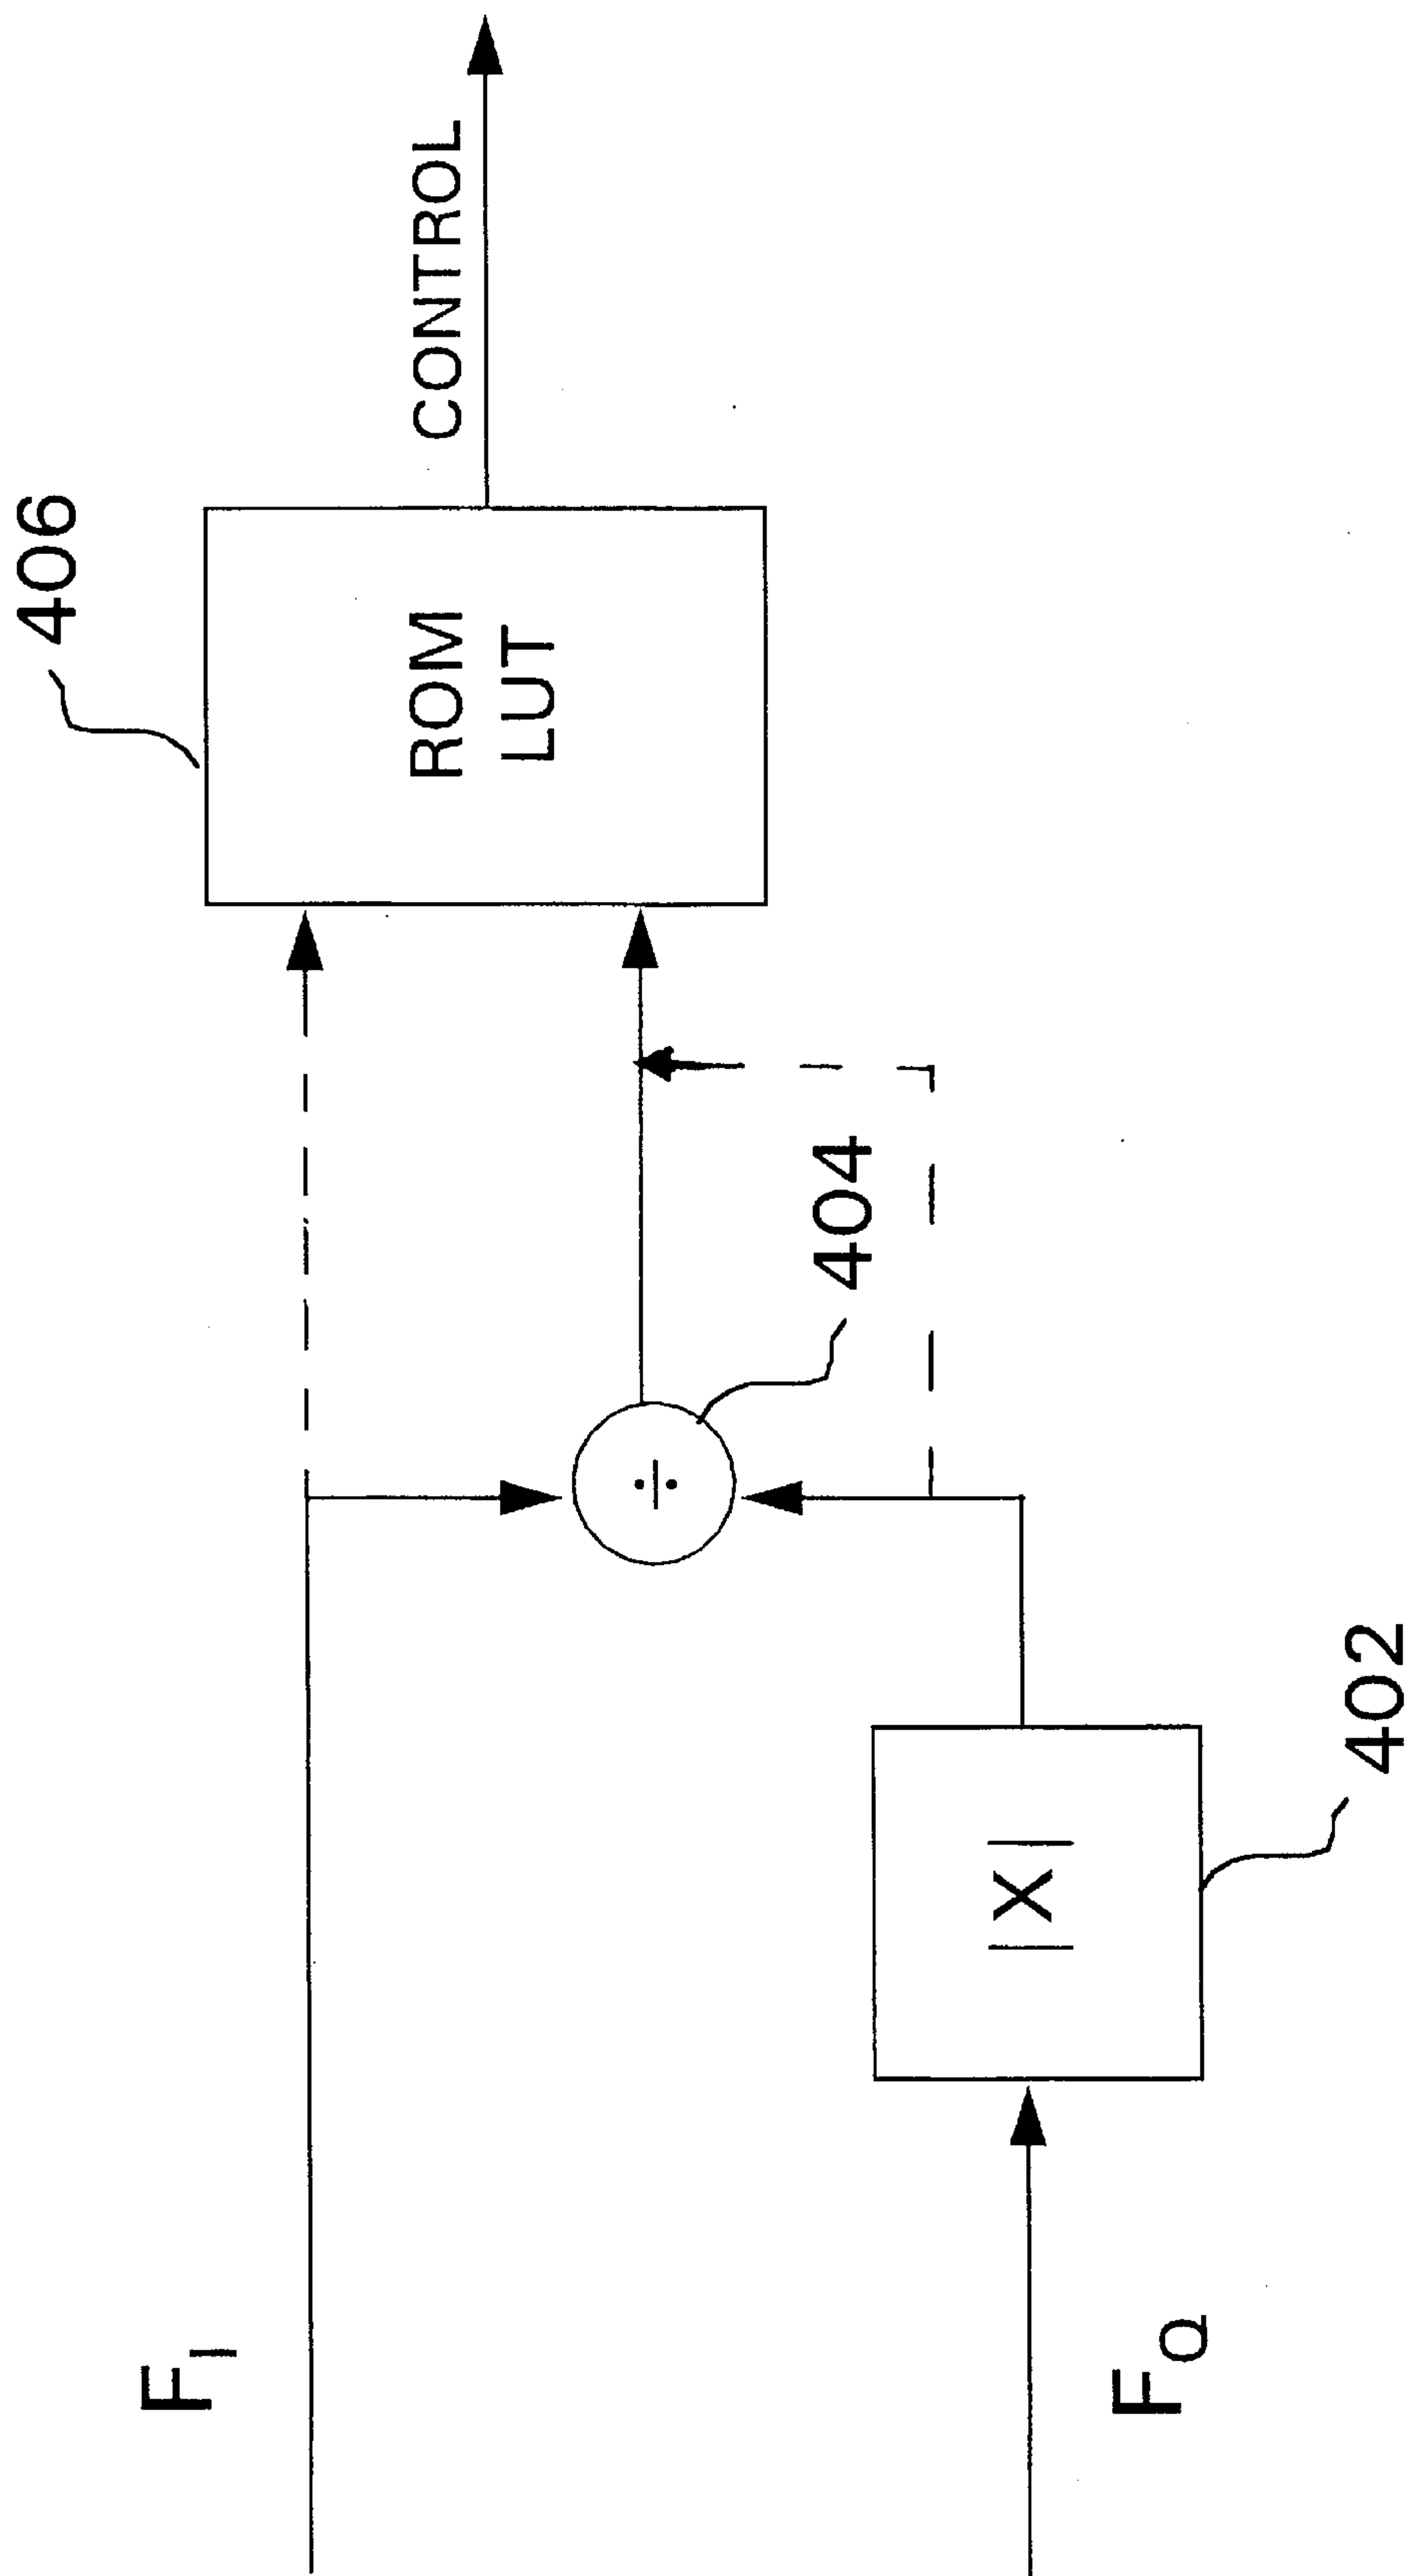 F_I
F_Q
|X|
402
÷
404
ROM
LUT
406
CONTROL